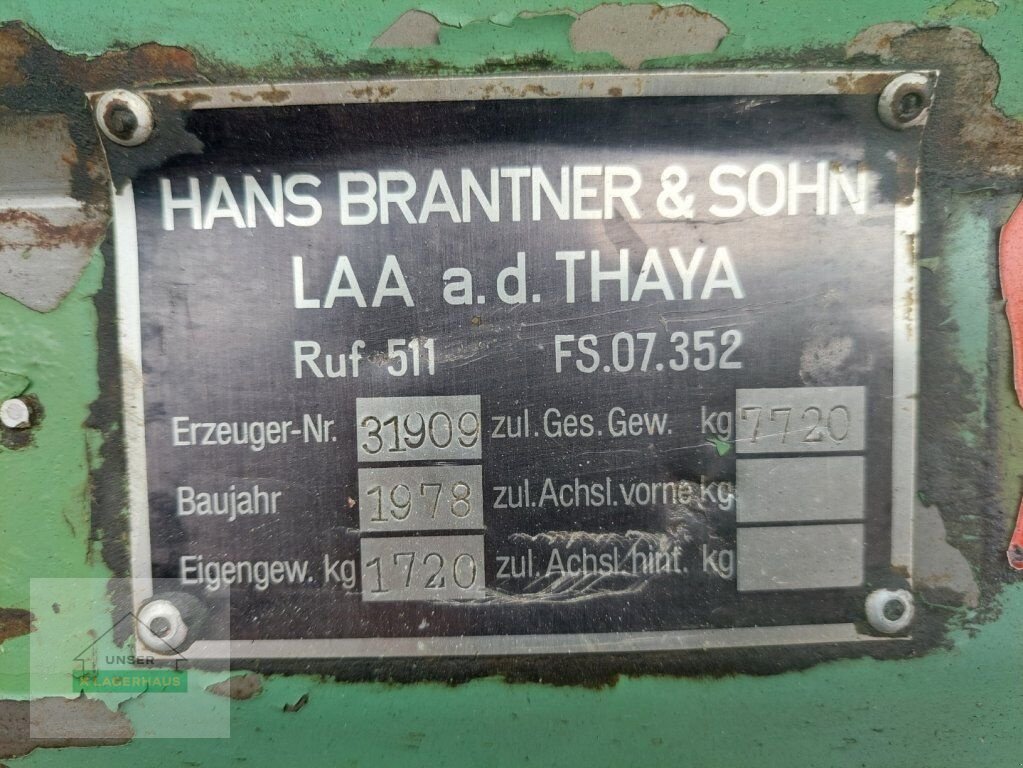 HANS BRANTNER & SOHN
LAA a.d. THAYA
Ruf 511 FS.07.352
Erzeuger-Nr. 31909 zul.Ges.Gew. kg 7720
Baujahr 1978 zul.Achsl.vorne kg
Eigengew. kg 1720 zul.Achsl.hint. kg
UNSER
LAGERHAUS